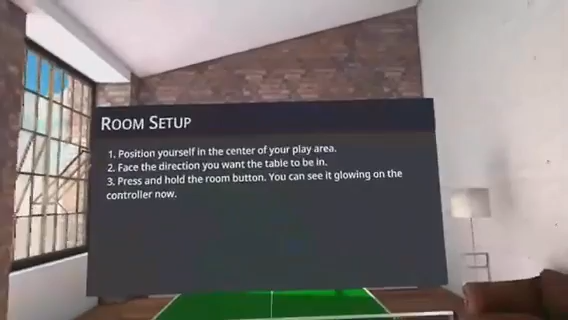 ROOM SETUP
1. Position yourself in the center of your play area.
2. Face the direction you want the table to be in.
3. Press and hold the room button. You can see it glowing on the
controller now.